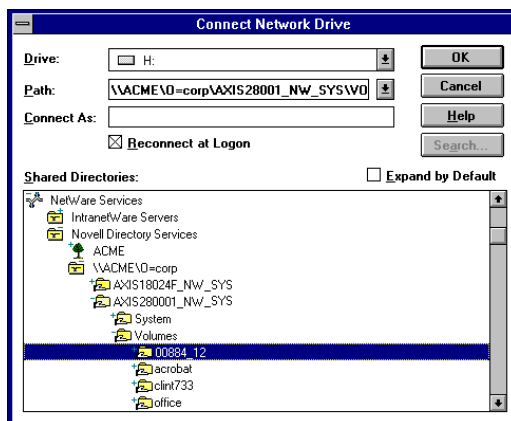 Connect Network Drive
Drive: H: OK
Path: \\ACME\O=corp\AXIS28001_NW_SYS\VO Cancel
Connect As: Help
Reconnect at Logon Search...
Shared Directories: Expand by Default
NetWare Services
IntranetWare Servers
Novell Directory Services
ACME
\\ACME\O=corp
AXIS18024F_NW_SYS
AXIS280001_NW_SYS
System
Volumes
00884_12
acrobat
clint733
office